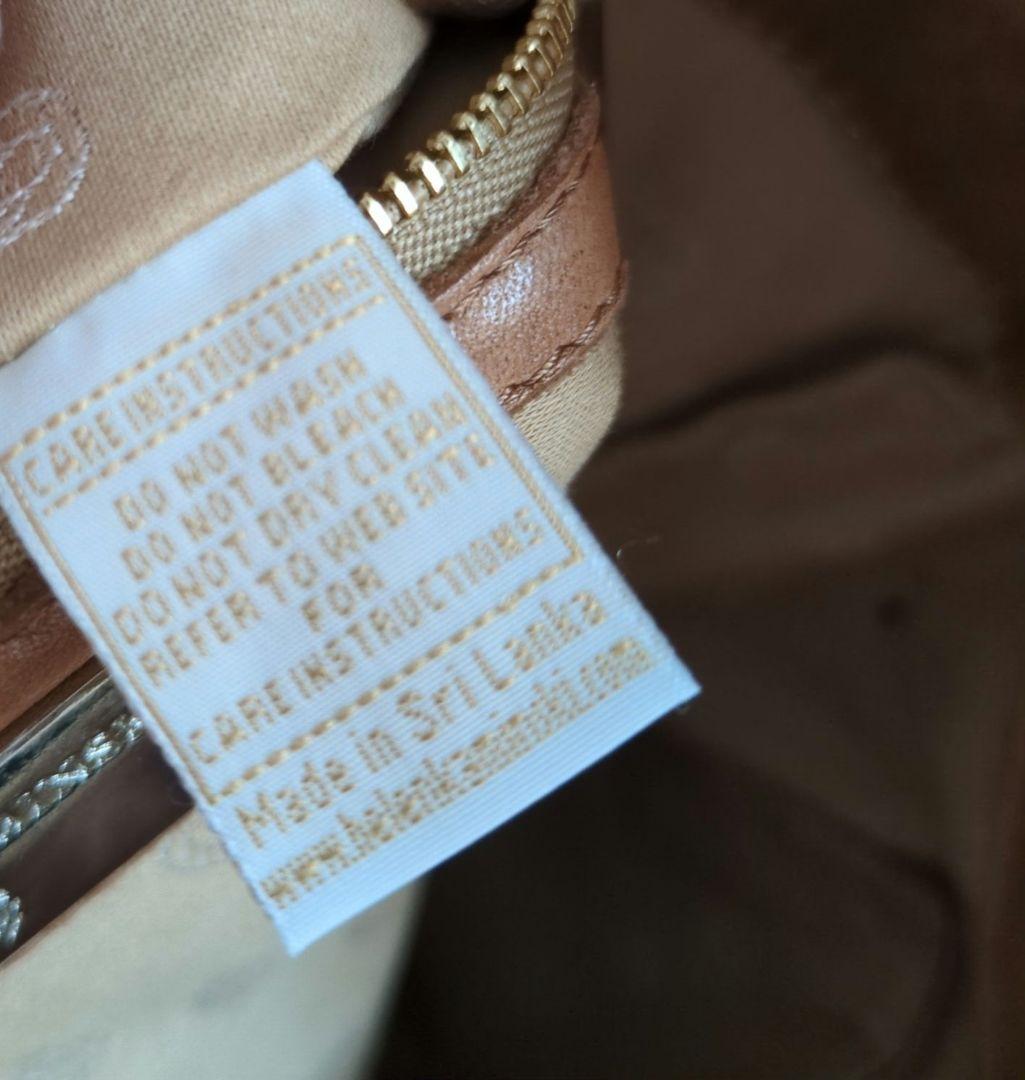 CARE INSTRUCTIONS
DO NOT WASH
DO NOT BLEACH
DO NOT DRY CLEAN
REFER TO WEB SITE
FOR
CARE INSTRUCTIONS
Made in Sri Lanka
www.helenkaminski.com